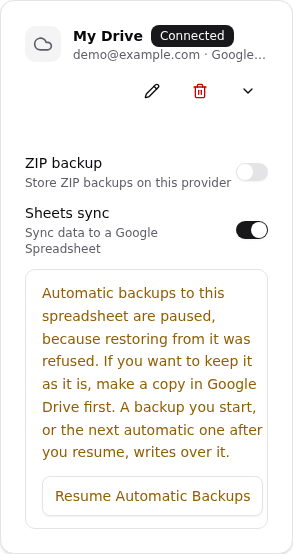 My Drive Connected
demo@example.com · Google...
ZIP backup
Store ZIP backups on this provider
Sheets sync
Sync data to a Google
Spreadsheet
Automatic backups to this
spreadsheet are paused,
because restoring from it was
refused. If you want to keep it
as it is, make a copy in Google
Drive first. A backup you start,
or the next automatic one after
you resume, writes over it.
Resume Automatic Backups